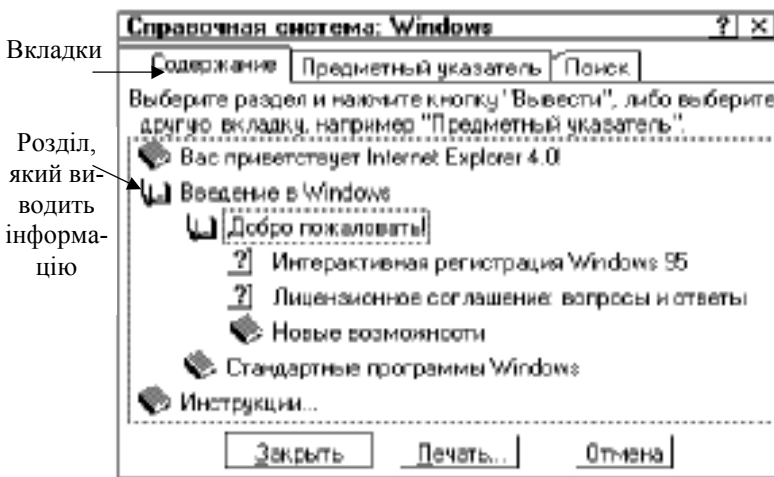 Справочная система: Windows ? ×
Вкладки
Содержание Предметный указатель Поиск
Выберите раздел и нажмите кнопку "Вывести", либо выберите
другую вкладку, например "Предметный указатель".
Розділ,
який ви-
водить
інформа-
цію
Вас приветствует Internet Explorer 4.0!
Введение в Windows
Добро пожаловать!
? Интерактивная регистрация Windows 95
? Лицензионное соглашение: вопросы и ответы
Новые возможности
Стандартные программы Windows
Инструкции...
Закрыть Печать... Отмена